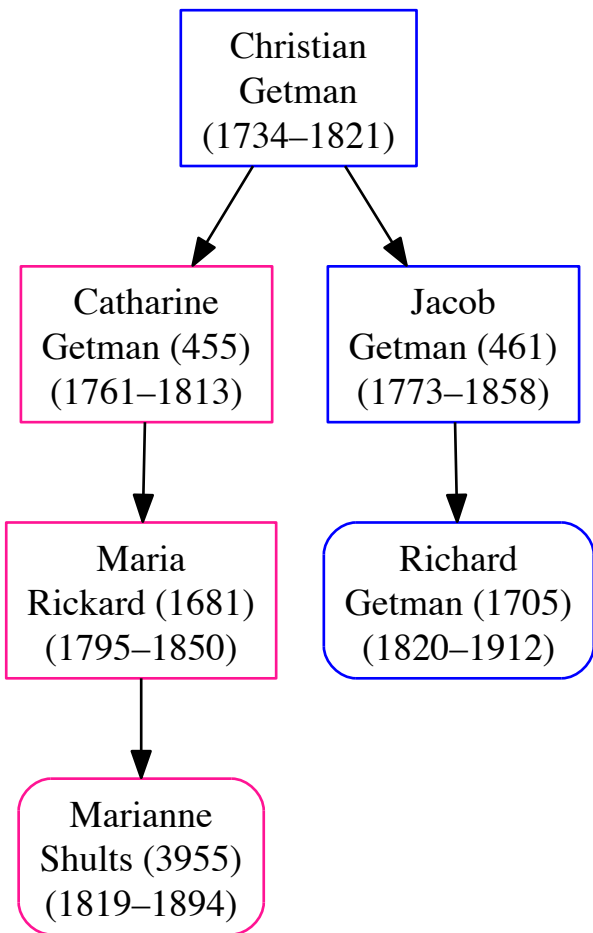 Christian
Getman
(1734–1821)
Catharine
Getman (455)
(1761–1813)
Jacob
Getman (461)
(1773–1858)
Maria
Rickard (1681)
(1795–1850)
Richard
Getman (1705)
(1820–1912)
Marianne
Shults (3955)
(1819–1894)